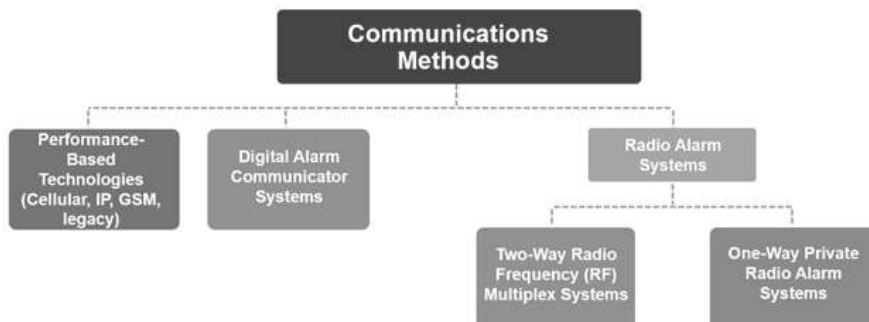 Communications
Methods
Performance-
Based
Technologies
(Cellular, IP, GSM,
legacy)
Digital Alarm
Communicator
Systems
Radio Alarm
Systems
Two-Way Radio
Frequency (RF)
Multiplex Systems
One-Way Private
Radio Alarm
Systems